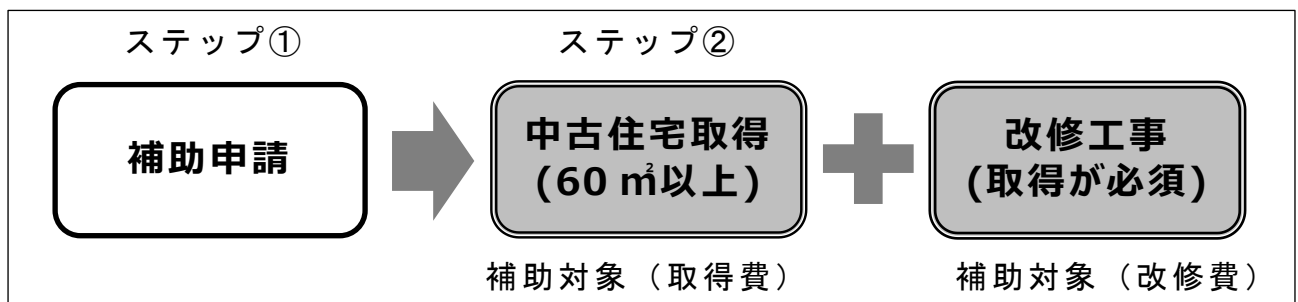 ステップ①
ステップ②
補助申請
中古住宅取得
(60 ㎡以上)
改修工事
(取得が必須)
補助対象（取得費）
補助対象（改修費）